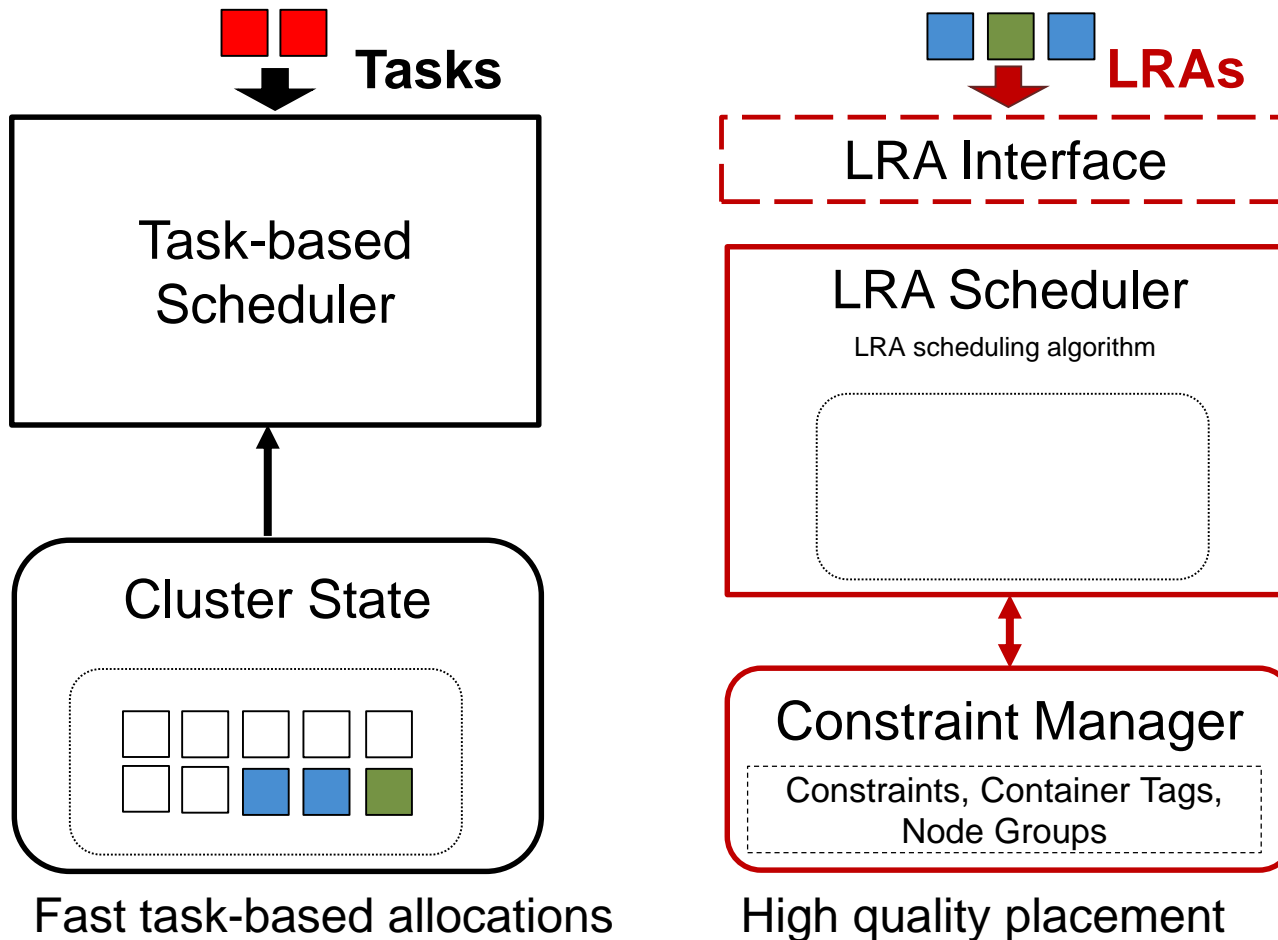 Tasks
Task-based
Scheduler
Cluster State
Fast task-based allocations
LRAs
LRA Interface
LRA Scheduler
LRA scheduling algorithm
Constraint Manager
Constraints, Container Tags,
Node Groups
High quality placement